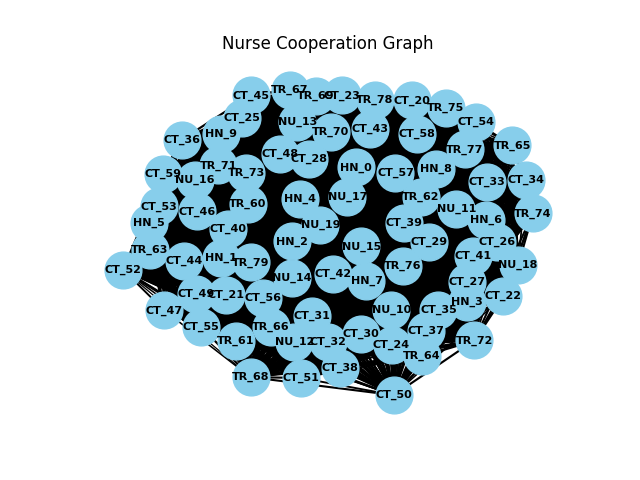 Nurse Cooperation Graph
CT_45
TR_67
TR_69
CT_23
TR_78
CT_20
TR_75
CT_25
NU_13
TR_70
CT_43
CT_58
CT_54
CT_36
HN_9
TR_77
TR_65
CT_48
CT_28
TR_71
HN_0
CT_57
HN_8
CT_59
NU_16
TR_73
CT_33
CT_34
HN_4
NU_17
TR_62
CT_53
CT_46
TR_60
NU_11
TR_74
HN_5
CT_40
NU_19
CT_39
HN_6
TR_63
HN_2
NU_15
CT_29
CT_26
CT_52
CT_44
HN_1
TR_79
TR_76
CT_41
NU_18
NU_14
CT_42
HN_7
CT_27
CT_49
CT_21
CT_56
HN_3
CT_22
CT_47
CT_31
NU_10
CT_35
CT_55
TR_66
CT_30
CT_37
TR_61
NU_12
CT_32
CT_24
TR_64
TR_72
TR_68
CT_51
CT_38
CT_50